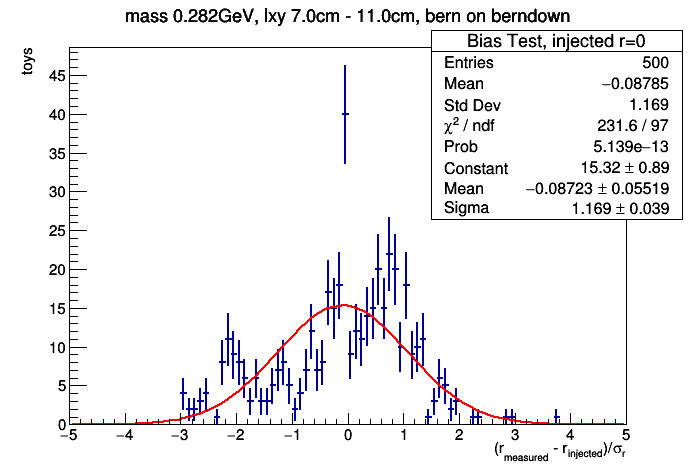 mass 0.282GeV, lxy 7.0cm - 11.0cm, bern on berndown
Bias Test, injected r=0
Entries 500
Mean −0.08785
Std Dev 1.169
χ² / ndf 231.6 / 97
Prob 5.139e−13
Constant 15.32 ± 0.89
Mean −0.08723 ± 0.05519
Sigma 1.169 ± 0.039
toys
45
40
35
30
25
20
15
10
5
0
−5 −4 −3 −2 −1 0 1 2 3 4 5
(r_measured - r_injected)/σ_r